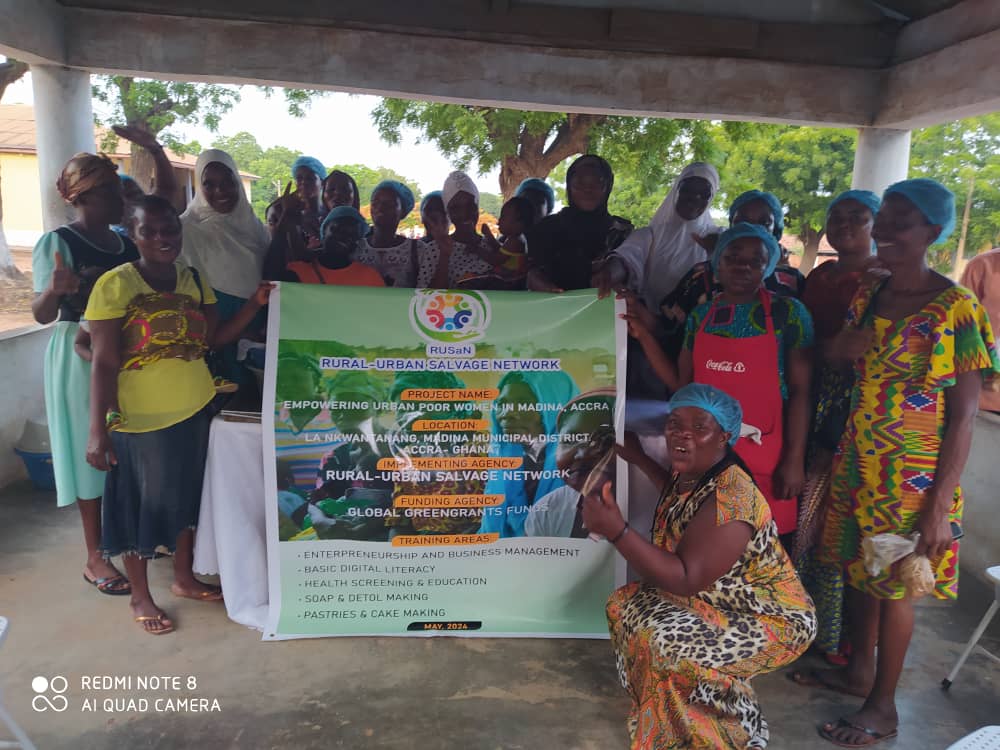 RUSaN
RURAL-URBAN SALVAGE NETWORK
PROJECT NAME:
EMPOWERING URBAN POOR WOMEN IN MADINA, ACCRA
LOCATION:
LA NKWANTANANG, MADINA MUNICIPAL DISTRICT
ACCRA- GHANA
IMPLEMENTING AGENCY
RURAL-URBAN SALVAGE NETWORK
FUNDING AGENCY
GLOBAL GREENGRANTS FUNDS
TRAINING AREAS
• ENTERPRENEURSHIP AND BUSINESS MANAGEMENT
• BASIC DIGITAL LITERACY
• HEALTH SCREENING & EDUCATION
• SOAP & DETOL MAKING
• PASTRIES & CAKE MAKING
MAY, 2024
Coca-Cola
REDMI NOTE 8
AI QUAD CAMERA